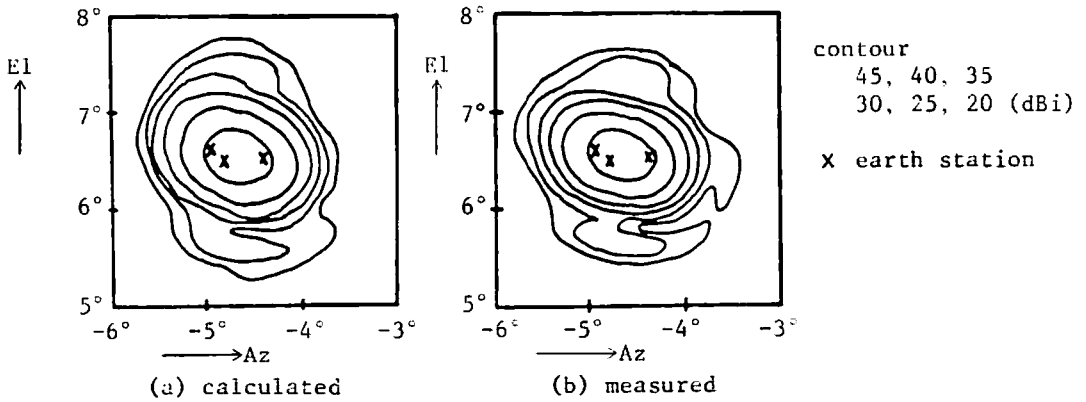 8°
El
7°
6°
5°
-6° -5° -4° -3°
Az
(a) calculated
8°
El
7°
6°
5°
-6° -5° -4° -3°
Az
(b) measured
contour
45, 40, 35
30, 25, 20 (dBi)
x earth station